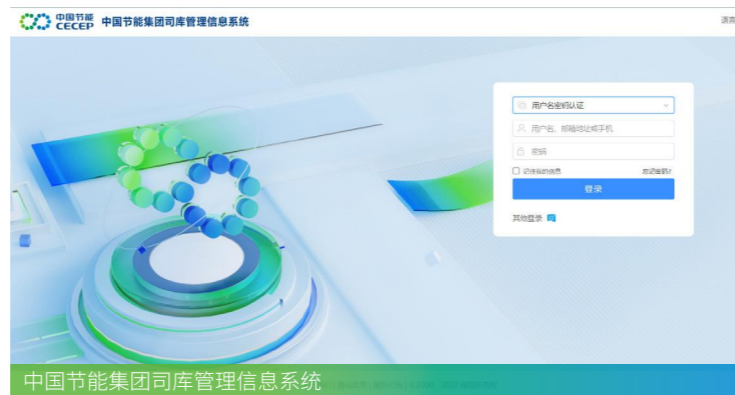 中国节能
CECEP
中国节能集团司库管理信息系统
语言
用户名密码认证
用户名、邮箱地址或手机
密码
记住我的信息
忘记密码?
登录
其他登录
中国节能集团司库管理信息系统